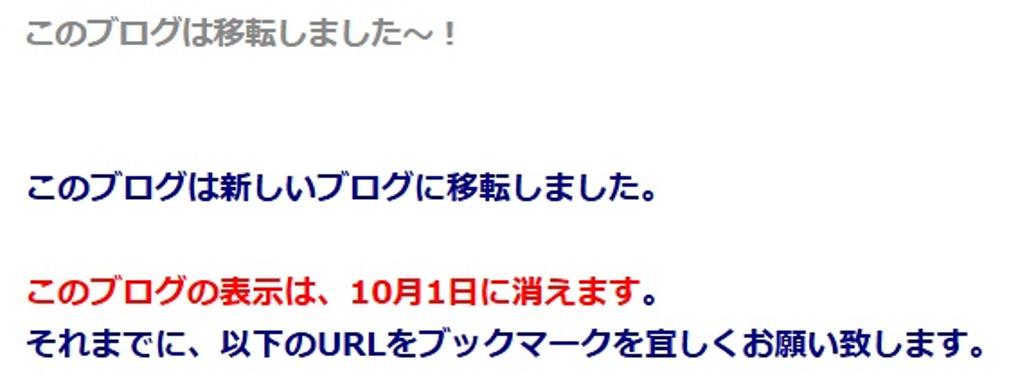 このブログは移転しました～！
このブログは新しいブログに移転しました。
このブログの表示は、10月1日に消えます。
それまでに、以下のURLをブックマークを宜しくお願い致します。